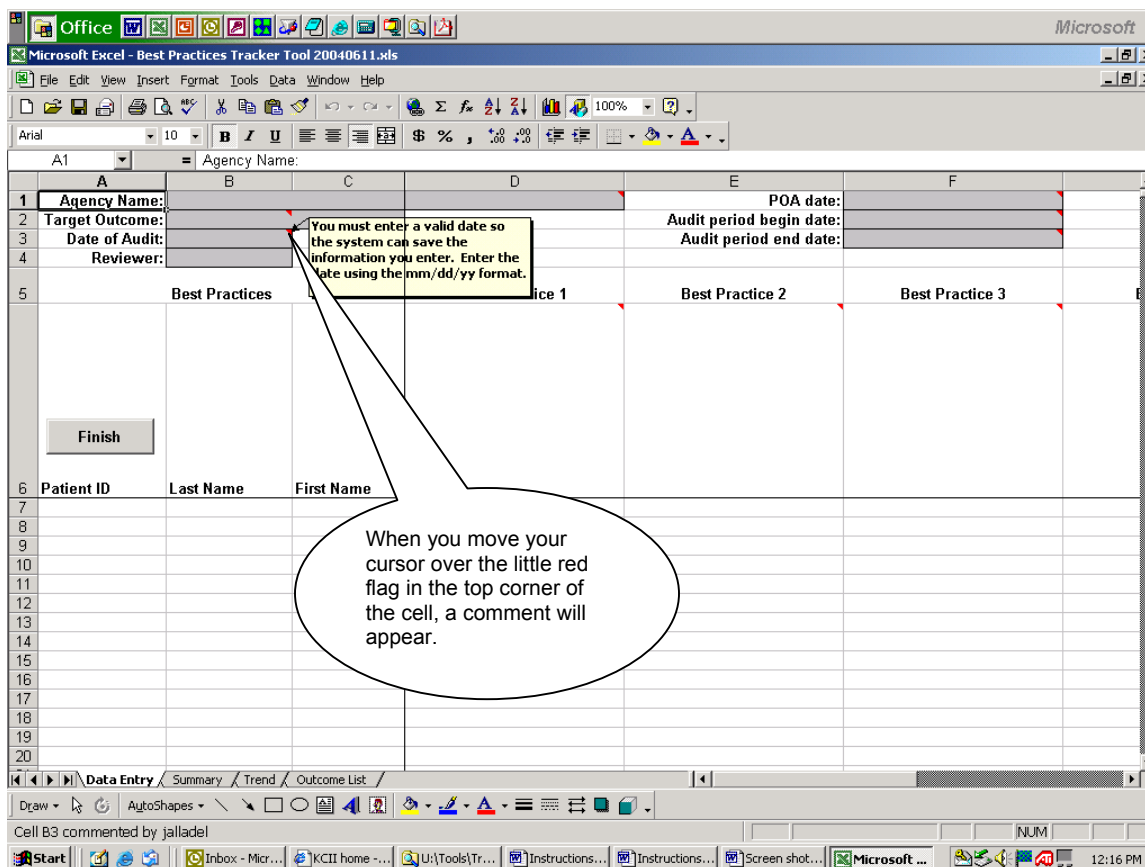 Office Microsoft
Microsoft Excel - Best Practices Tracker Tool 20040611.xls
File Edit View Insert Format Tools Data Window Help
100%
Arial 10 B I U $ % ,
A1 = Agency Name:
A B C D E F
1 Agency Name: POA date:
2 Target Outcome: Audit period begin date:
3 Date of Audit: Audit period end date:
4 Reviewer:
You must enter a valid date so
the system can save the
information you enter. Enter the
date using the mm/dd/yy format.
5 Best Practices ice 1 Best Practice 2 Best Practice 3
Finish
6 Patient ID Last Name First Name
7
8
9
10
11
12
13
14
15
16
17
18
19
20
When you move your
cursor over the little red
flag in the top corner of
the cell, a comment will
appear.
Data Entry Summary Trend Outcome List
Draw AutoShapes
Cell B3 commented by jalladel NUM
Start Inbox - Micr... KCII home -... U:\Tools\Tr... Instructions... Instructions... Screen shot... Microsoft ... 12:16 PM